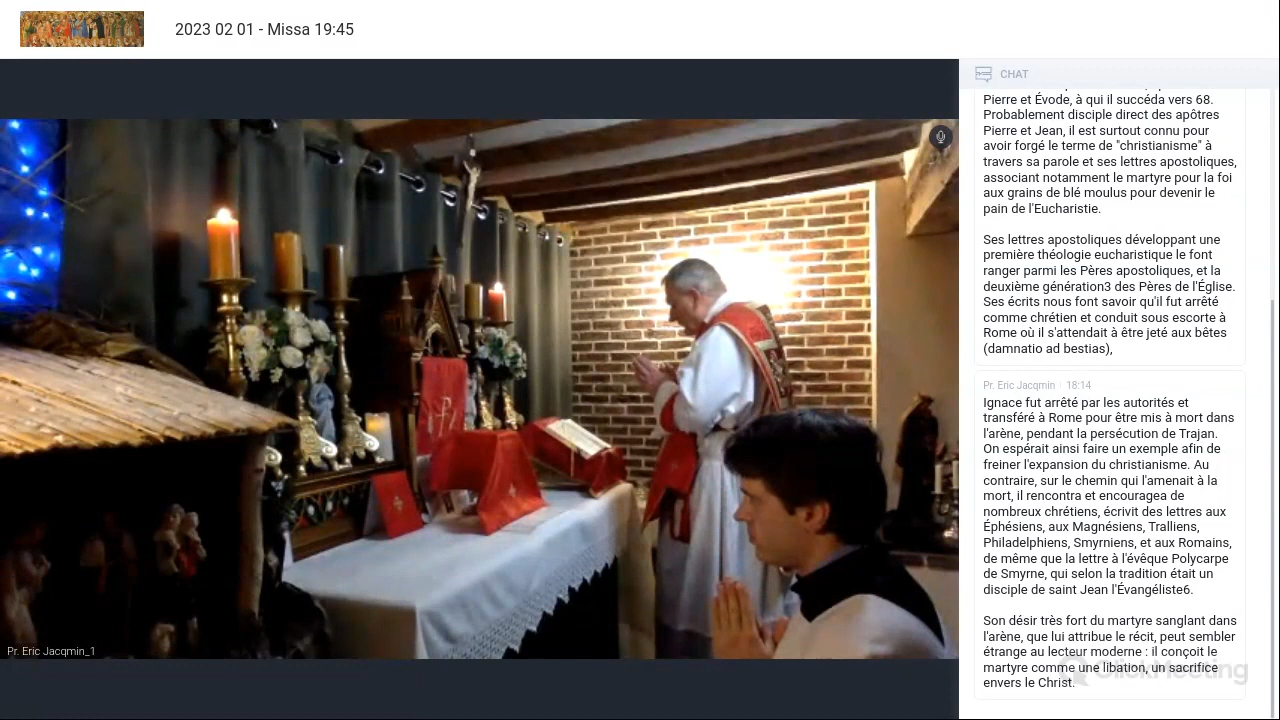 2023 02 01 - Missa 19:45
CHAT
Pierre et Évode, à qui il succéda vers 68.
Probablement disciple direct des apôtres
Pierre et Jean, il est surtout connu pour
avoir forgé le terme de "christianisme" à
travers sa parole et ses lettres apostoliques,
associant notamment le martyre pour la foi
aux grains de blé moulus pour devenir le
pain de l'Eucharistie.
Ses lettres apostoliques développant une
première théologie eucharistique le font
ranger parmi les Pères apostoliques, et la
deuxième génération3 des Pères de l'Église.
Ses écrits nous font savoir qu'il fut arrêté
comme chrétien et conduit sous escorte à
Rome où il s'attendait à être jeté aux bêtes
(damnatio ad bestias),
Pr. Eric Jacqmin 18:14
Ignace fut arrêté par les autorités et
transféré à Rome pour être mis à mort dans
l'arène, pendant la persécution de Trajan.
On espérait ainsi faire un exemple afin de
freiner l'expansion du christianisme. Au
contraire, sur le chemin qui l'amenait à la
mort, il rencontra et encouragea de
nombreux chrétiens, écrivit des lettres aux
Éphésiens, aux Magnésiens, Tralliens,
Philadelphiens, Smyrniens, et aux Romains,
de même que la lettre à l'évêque Polycarpe
de Smyrne, qui selon la tradition était un
disciple de saint Jean l'Évangéliste6.
Son désir très fort du martyre sanglant dans
l'arène, que lui attribue le récit, peut sembler
étrange au lecteur moderne : il conçoit le
martyre comme une libation, un sacrifice
envers le Christ.
ClickMeeting
Pr. Eric Jacqmin_1